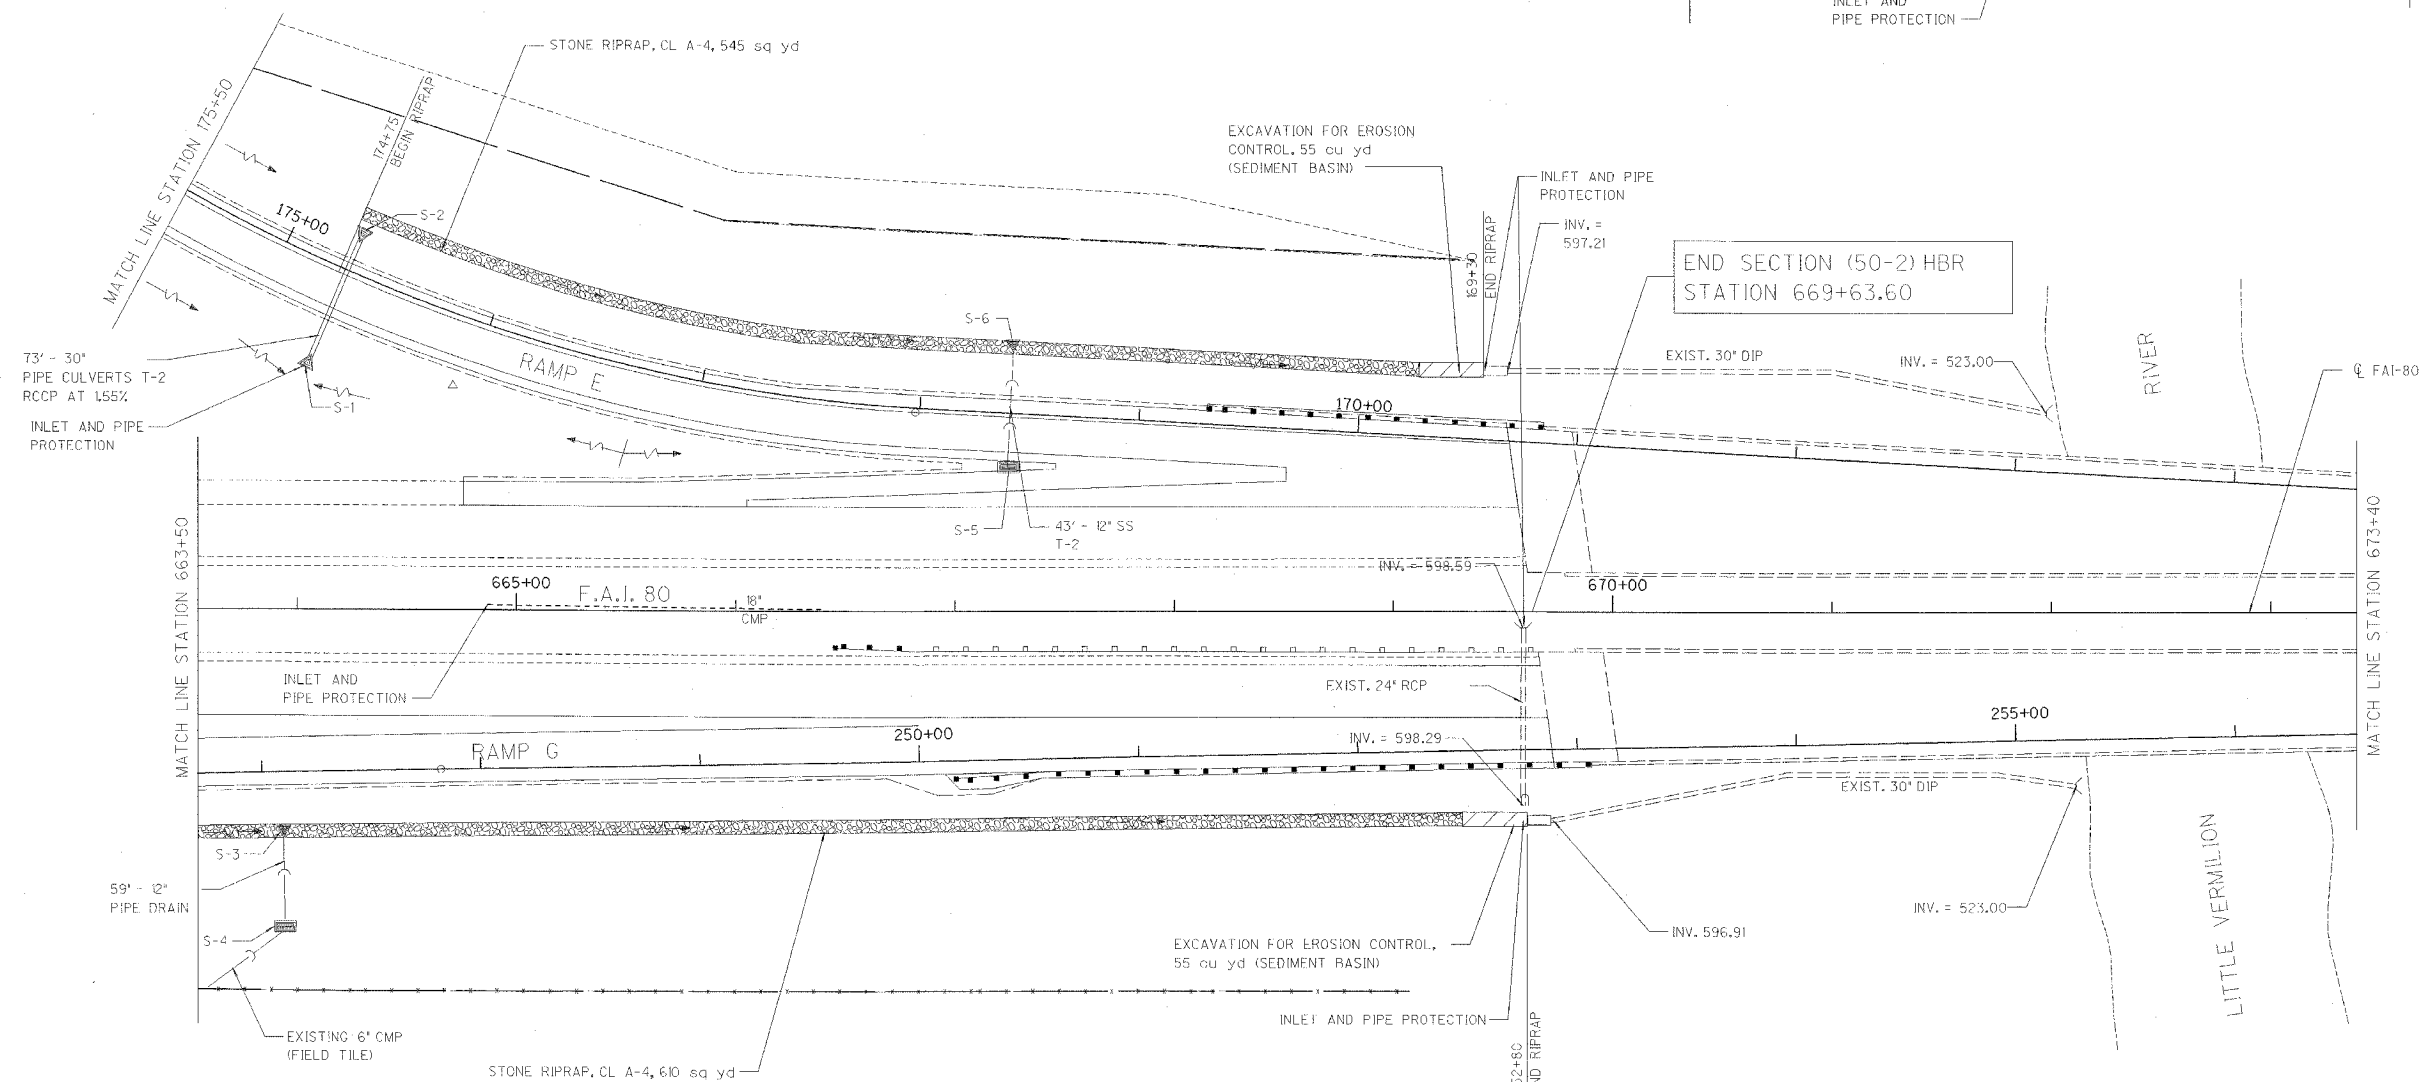 INLET AND
PIPE PROTECTION
STONE RIPRAP, CL A-4, 545 sq yd
MATCH LINE STATION 175+50
174+75
BEGIN RIPRAP
EXCAVATION FOR EROSION
CONTROL, 55 cu yd
(SEDIMENT BASIN)
INLET AND PIPE
PROTECTION
INV. =
597.21
169+30
END RIPRAP
END SECTION (50-2) HBR
STATION 669+63.60
175+00
S-2
S-6
RIVER
73' - 30"
PIPE CULVERTS T-2
RCCP AT 1.55%
RAMP E
EXIST. 30" DIP
INV. = 523.00
℄ FAI-80
S-1
INLET AND PIPE
PROTECTION
170+00
S-5
43' - 12" SS
T-2
MATCH LINE STATION 663+50
MATCH LINE STATION 673+40
INV. = 598.59
665+00
F.A.I. 80
18"
CMP
670+00
INLET AND
PIPE PROTECTION
EXIST. 24" RCP
250+00
255+00
RAMP G
INV. = 598.29
EXIST. 30" DIP
S-3
59' - 12"
PIPE DRAIN
S-4
LITTLE VERMILION
INV. = 523.00
INV. 596.91
EXCAVATION FOR EROSION CONTROL,
55 cu yd (SEDIMENT BASIN)
INLET AND PIPE PROTECTION
EXISTING 6" CMP
(FIELD TILE)
STONE RIPRAP, CL A-4, 610 sq yd
52+80
ND RIPRAP